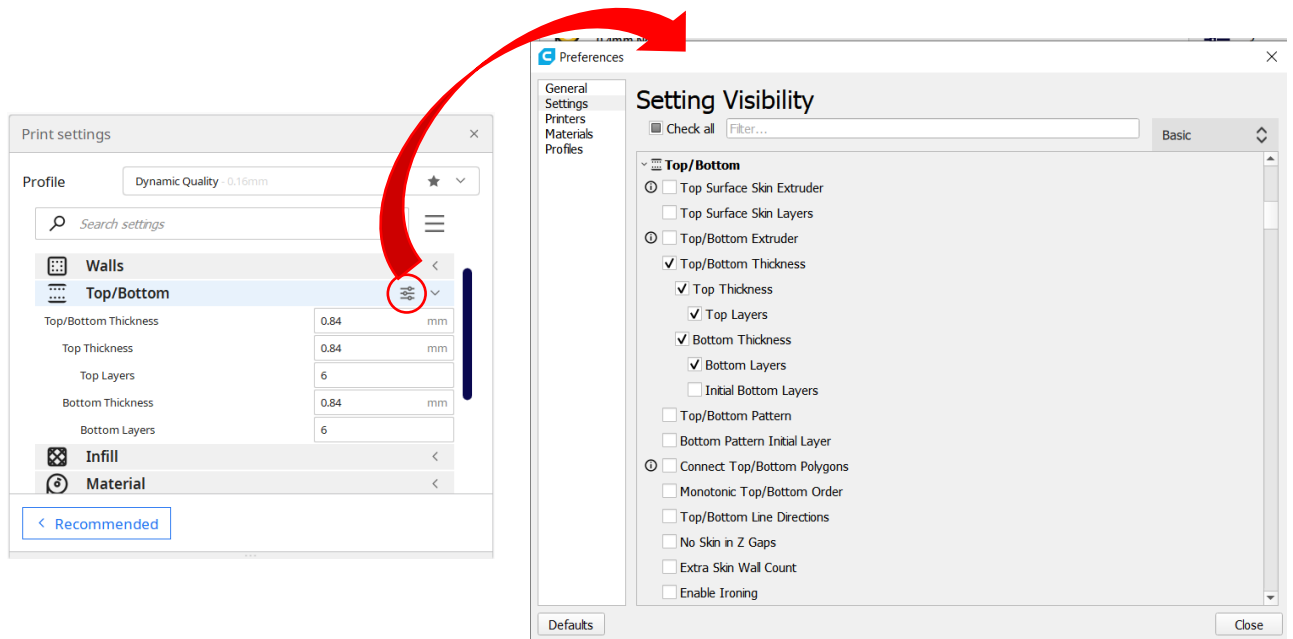 Print settings
Profile
Dynamic Quality - 0.16mm
Search settings
Walls
Top/Bottom
Top/Bottom Thickness 0.84 mm
Top Thickness 0.84 mm
Top Layers 6
Bottom Thickness 0.84 mm
Bottom Layers 6
Infill
Material
Recommended
Preferences
General
Settings
Printers
Materials
Profiles
Setting Visibility
Check all Filter... Basic
Top/Bottom
Top Surface Skin Extruder
Top Surface Skin Layers
Top/Bottom Extruder
Top/Bottom Thickness
Top Thickness
Top Layers
Bottom Thickness
Bottom Layers
Initial Bottom Layers
Top/Bottom Pattern
Bottom Pattern Initial Layer
Connect Top/Bottom Polygons
Monotonic Top/Bottom Order
Top/Bottom Line Directions
No Skin in Z Gaps
Extra Skin Wall Count
Enable Ironing
Defaults Close